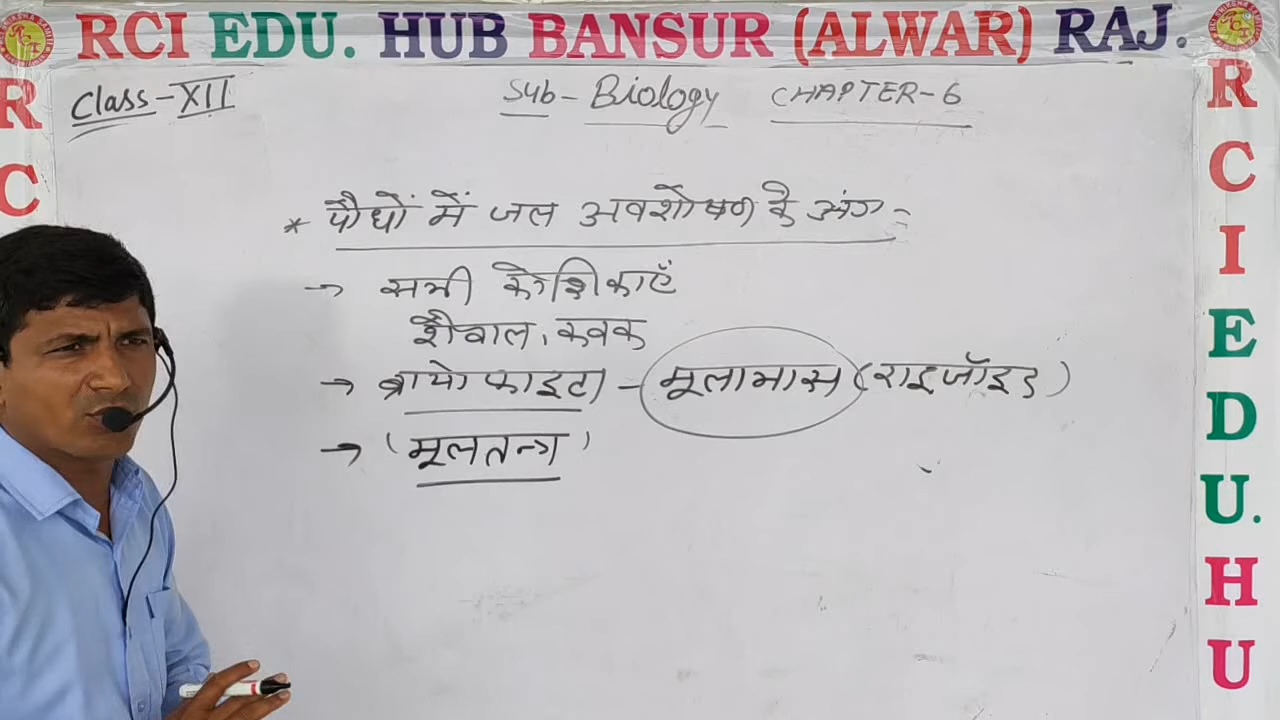 RCI EDU. HUB BANSUR (ALWAR) RAJ.
Class-XII Sub-Biology CHAPTER-6
* पौधों में जल अवशोषण के अंग -
→ सभी कोशिकाएँ
शैवाल, कवक
→ ब्रायोफाइटा - मूलाभास (राइजॉइड)
→ (मूलतन्त्र)
R
C
R
C
I
E
D
U.
H
U